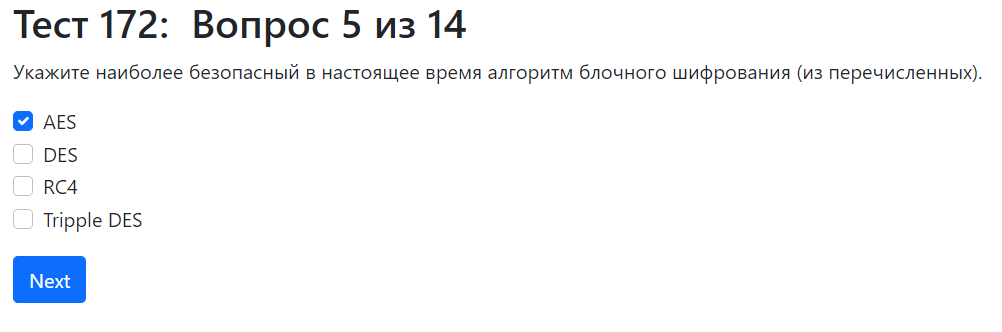 Тест 172: Вопрос 5 из 14
Укажите наиболее безопасный в настоящее время алгоритм блочного шифрования (из перечисленных).
AES
DES
RC4
Tripple DES
Next